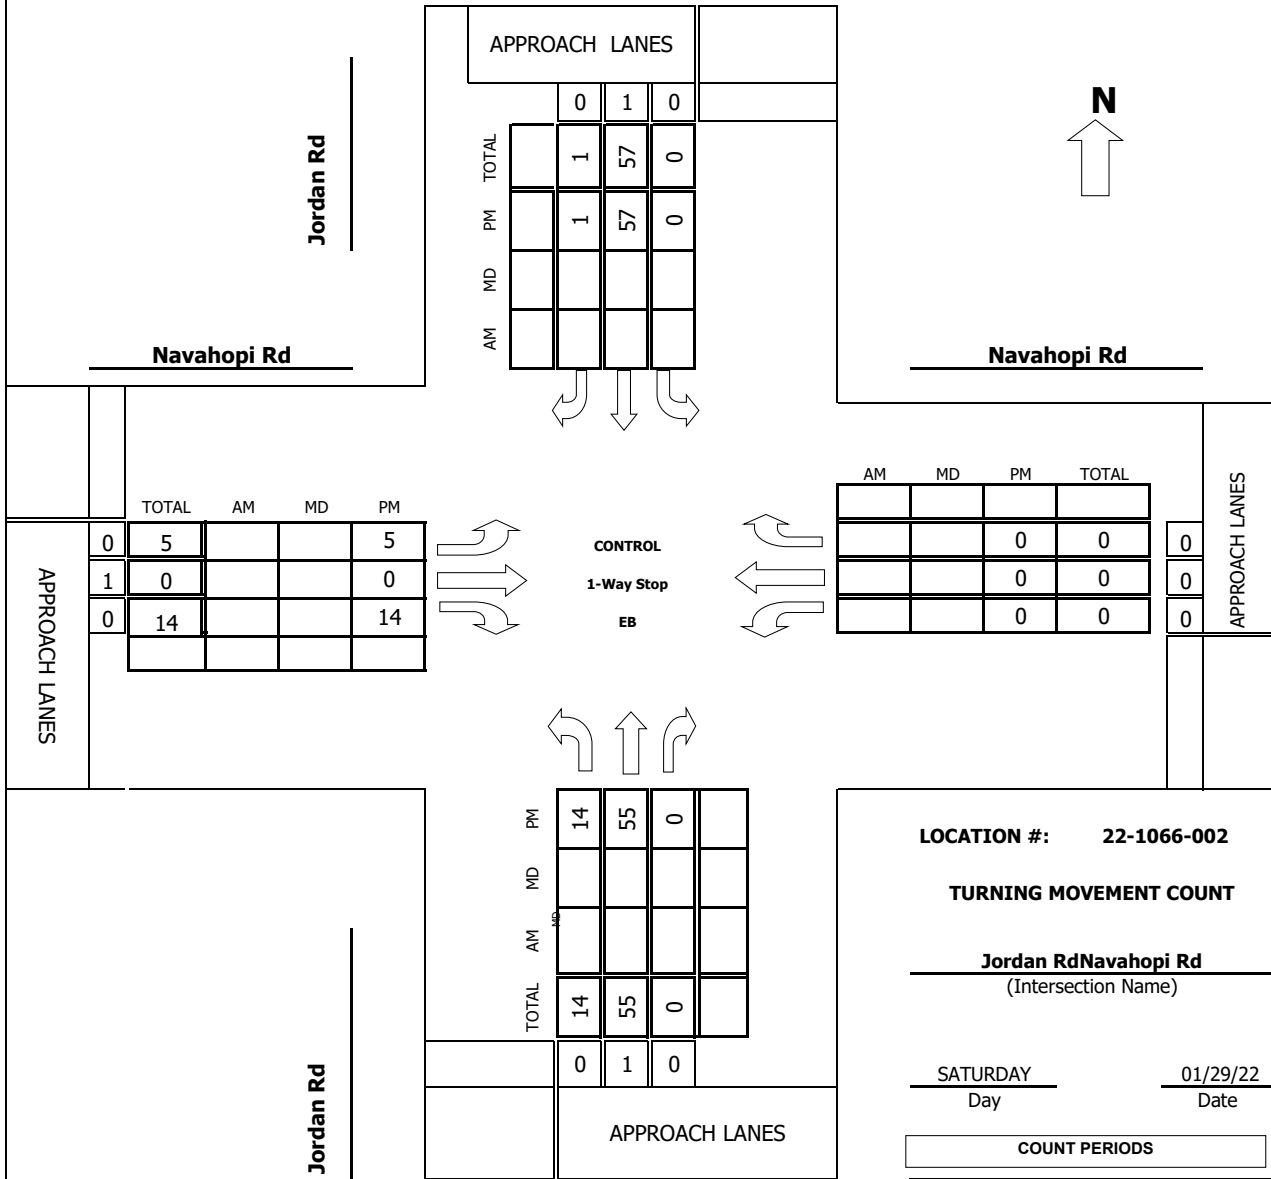 APPROACH LANES
0 1 0
N
Jordan Rd
TOTAL 1 57 0
PM 1 57 0
MD
AM
Navahopi Rd
Navahopi Rd
TOTAL AM MD PM
0 5 5
1 0 0
0 14 14
APPROACH LANES
CONTROL
1-Way Stop
EB
AM MD PM TOTAL
0 0 0
0 0 0
0 0 0
APPROACH LANES
PM 14 55 0
MD
AM
MD
TOTAL 14 55 0
0 1 0
APPROACH LANES
Jordan Rd
LOCATION #: 22-1066-002
TURNING MOVEMENT COUNT
Jordan RdNavahopi Rd
(Intersection Name)
SATURDAY 01/29/22
Day Date
COUNT PERIODS